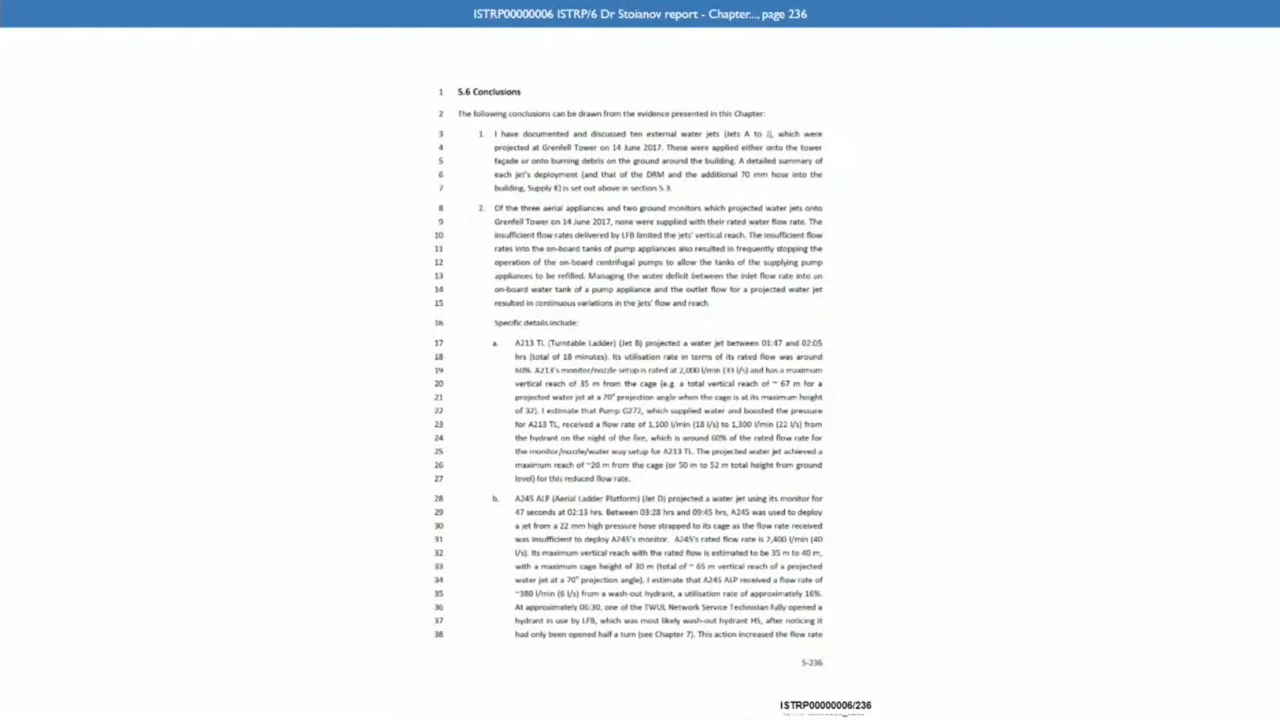 ISTRP00000006 ISTRP/6 Dr Stoianov report - Chapter..., page 236
1 5.6 Conclusions
2 The following conclusions can be drawn from the evidence presented in this Chapter:
3 1. I have documented and discussed ten external water jets (Jets A to J), which were
4 projected at Grenfell Tower on 14 June 2017. These were applied either onto the tower
5 façade or onto burning debris on the ground around the building. A detailed summary of
6 each jet's deployment (and that of the DRM and the additional 70 mm hose into the
7 building, Supply K) is set out above in section 5.3.
8 2. Of the three aerial appliances and two ground monitors which projected water jets onto
9 Grenfell Tower on 14 June 2017, none were supplied with their rated water flow rate. The
10 insufficient flow rates delivered by LFB limited the jets' vertical reach. The insufficient flow
11 rates into the on-board tanks of pump appliances also resulted in frequently stopping the
12 operation of the on-board centrifugal pumps to allow the tanks of the supplying pump
13 appliances to be refilled. Managing the water deficit between the inlet flow rate into an
14 on-board water tank of a pump appliance and the outlet flow for a projected water jet
15 resulted in continuous variations in the jets' flow and reach.
16 Specific details include:
17 a. A213 TL (Turntable Ladder) (Jet B) projected a water jet between 01:47 and 02:05
18 hrs (total of 18 minutes). Its utilisation rate in terms of its rated flow was around
19 60%. A213's monitor/nozzle setup is rated at 2,000 l/min (33 l/s) and has a maximum
20 vertical reach of 35 m from the cage (e.g. a total vertical reach of ~ 67 m for a
21 projected water jet at a 70° projection angle when the cage is at its maximum height
22 of 32). I estimate that Pump G272, which supplied water and boosted the pressure
23 for A213 TL, received a flow rate of 1,100 l/min (18 l/s) to 1,300 l/min (22 l/s) from
24 the hydrant on the night of the fire, which is around 60% of the rated flow rate for
25 the monitor/nozzle/water way setup for A213 TL. The projected water jet achieved a
26 maximum reach of ~20 m from the cage (or 50 m to 52 m total height from ground
27 level) for this reduced flow rate.
28 b. A245 ALP (Aerial Ladder Platform) (Jet D) projected a water jet using its monitor for
29 47 seconds at 02:13 hrs. Between 03:28 hrs and 09:45 hrs, A245 was used to deploy
30 a jet from a 22 mm high pressure hose strapped to its cage as the flow rate received
31 was insufficient to deploy A245's monitor. A245's rated flow rate is 2,400 l/min (40
32 l/s). Its maximum vertical reach with the rated flow is estimated to be 35 m to 40 m,
33 with a maximum cage height of 30 m (total of ~ 65 m vertical reach of a projected
34 water jet at a 70° projection angle). I estimate that A245 ALP received a flow rate of
35 ~380 l/min (6 l/s) from a wash-out hydrant, a utilisation rate of approximately 16%.
36 At approximately 06:30, one of the TWUL Network Service Technician fully opened a
37 hydrant in use by LFB, which was most likely wash-out hydrant H5, after noticing it
38 had only been opened half a turn (see Chapter 7). This action increased the flow rate
5-236
ISTRP00000006/236